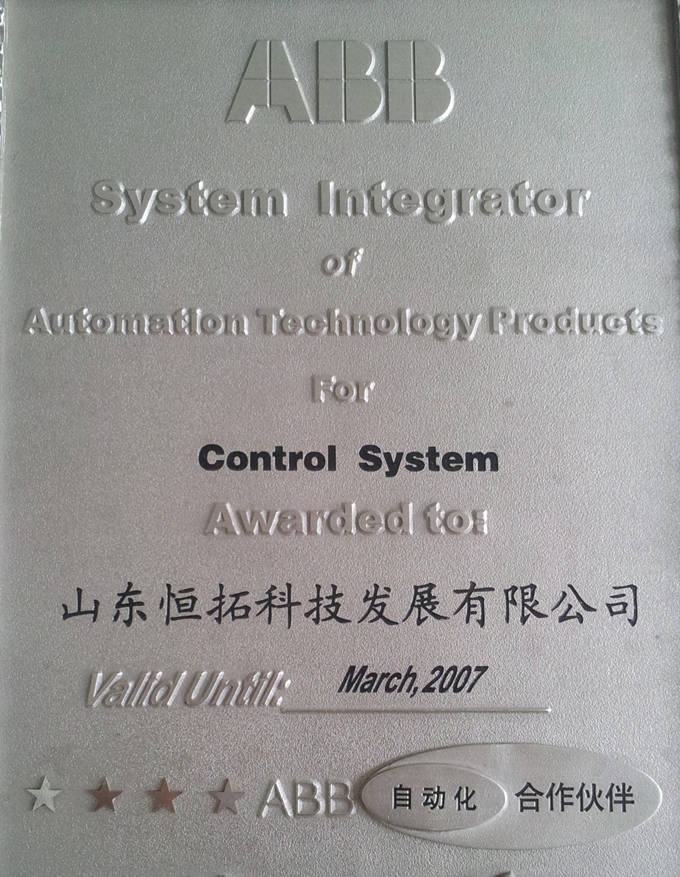 ABB
System Integrator
of
Automation Technology Products
For
Control System
Awarded to:
山东恒拓科技发展有限公司
Valid Until: March, 2007
ABB 自动化 合作伙伴